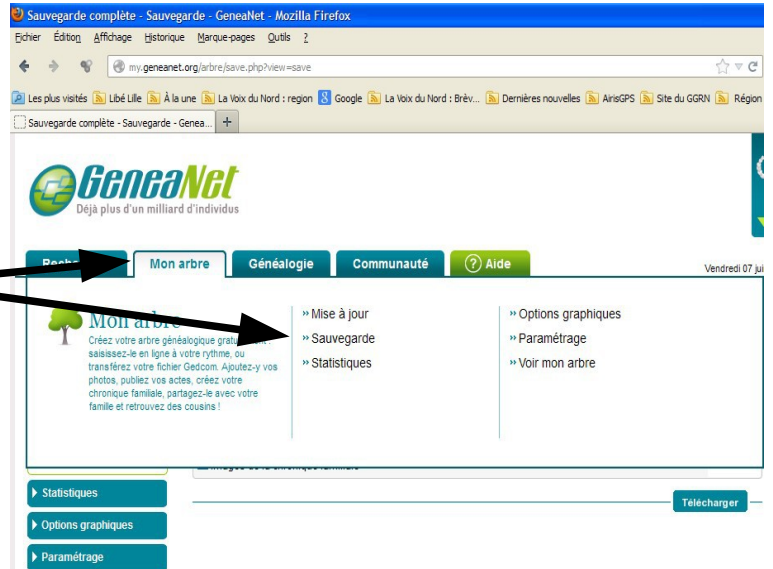 Sauvegarde complète - Sauvegarde - GeneaNet - Mozilla Firefox
Fichier Édition Affichage Historique Marque-pages Outils ?
my.geneanet.org/arbre/save.php?view=save
Les plus visités Libé Lille À la une La Voix du Nord : region Google La Voix du Nord : Brèv... Dernières nouvelles AirisGPS Site du GGRN Région
Sauvegarde complète - Sauvegarde - Genea... +
GeneaNet
Déjà plus d'un milliard d'individus
Mon arbre Généalogie Communauté ? Aide
Vendredi 07 jui
Mon arbre
Créez votre arbre généalogique
saisissez-le en ligne à votre rythme, ou
transférez votre fichier Gedcom. Ajoutez-y vos
photos, publiez vos actes, créez votre
chronique familiale, partagez-le avec votre
famille et retrouvez des cousins !
» Mise à jour
» Sauvegarde
» Statistiques
» Options graphiques
» Paramétrage
» Voir mon arbre
Statistiques
Options graphiques
Paramétrage
Télécharger